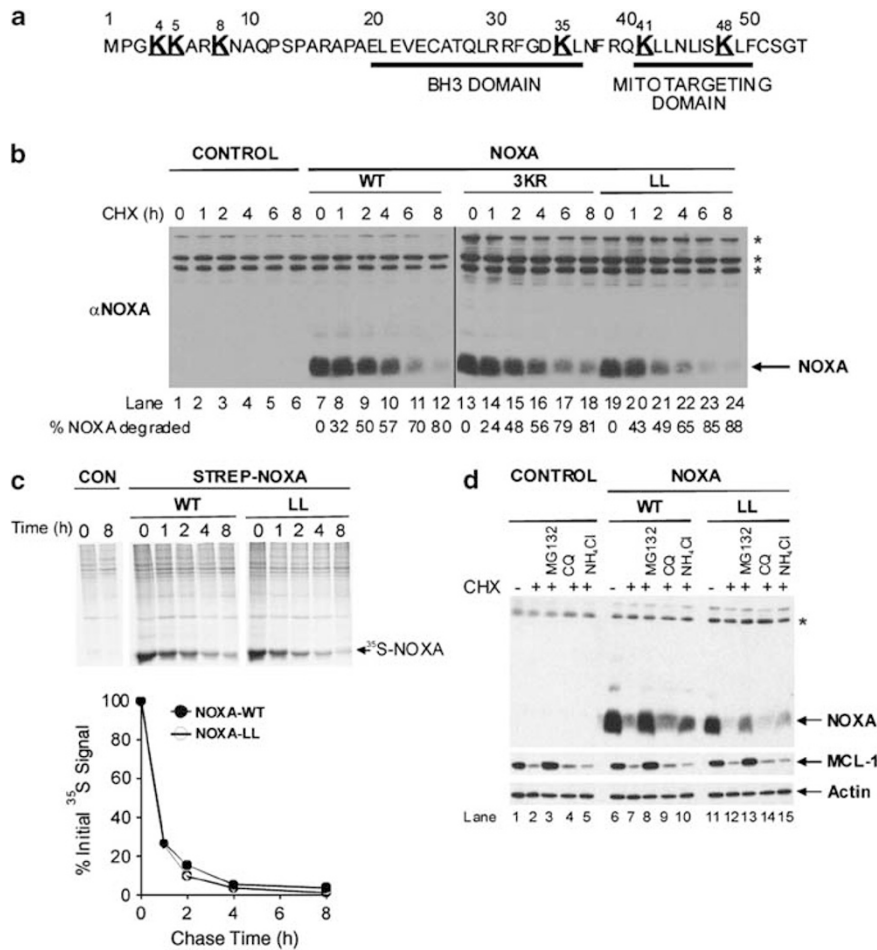 a
1 10 20 30 40 50
4 5 8 35 41 48
MPGKKARKNAQPSPARAPAELEVECATQLRRFGDKLNFRQKLLNLISKLFCSGT
BH3 DOMAIN
MITO TARGETING
DOMAIN
b
CONTROL NOXA
WT 3KR LL
CHX (h) 0 1 2 4 6 8 0 1 2 4 6 8 0 1 2 4 6 8 0 1 2 4 6 8
*
*
*
αNOXA
NOXA
Lane 1 2 3 4 5 6 7 8 9 10 11 12 13 14 15 16 17 18 19 20 21 22 23 24
% NOXA degraded 0 32 50 57 70 80 0 24 48 56 79 81 0 43 49 65 85 88
c
CON STREP-NOXA
WT LL
Time (h) 0 8 0 1 2 4 8 0 1 2 4 8
35S-NOXA
100
80
60
40
20
0
NOXA-WT
NOXA-LL
% Initial 35S Signal
0 2 4 6 8
Chase Time (h)
d
CONTROL NOXA
WT LL
MG132 CQ NH4Cl MG132 CQ NH4Cl MG132 CQ NH4Cl
CHX - + + + + - + + + + - + + + +
*
NOXA
MCL-1
Actin
Lane 1 2 3 4 5 6 7 8 9 10 11 12 13 14 15